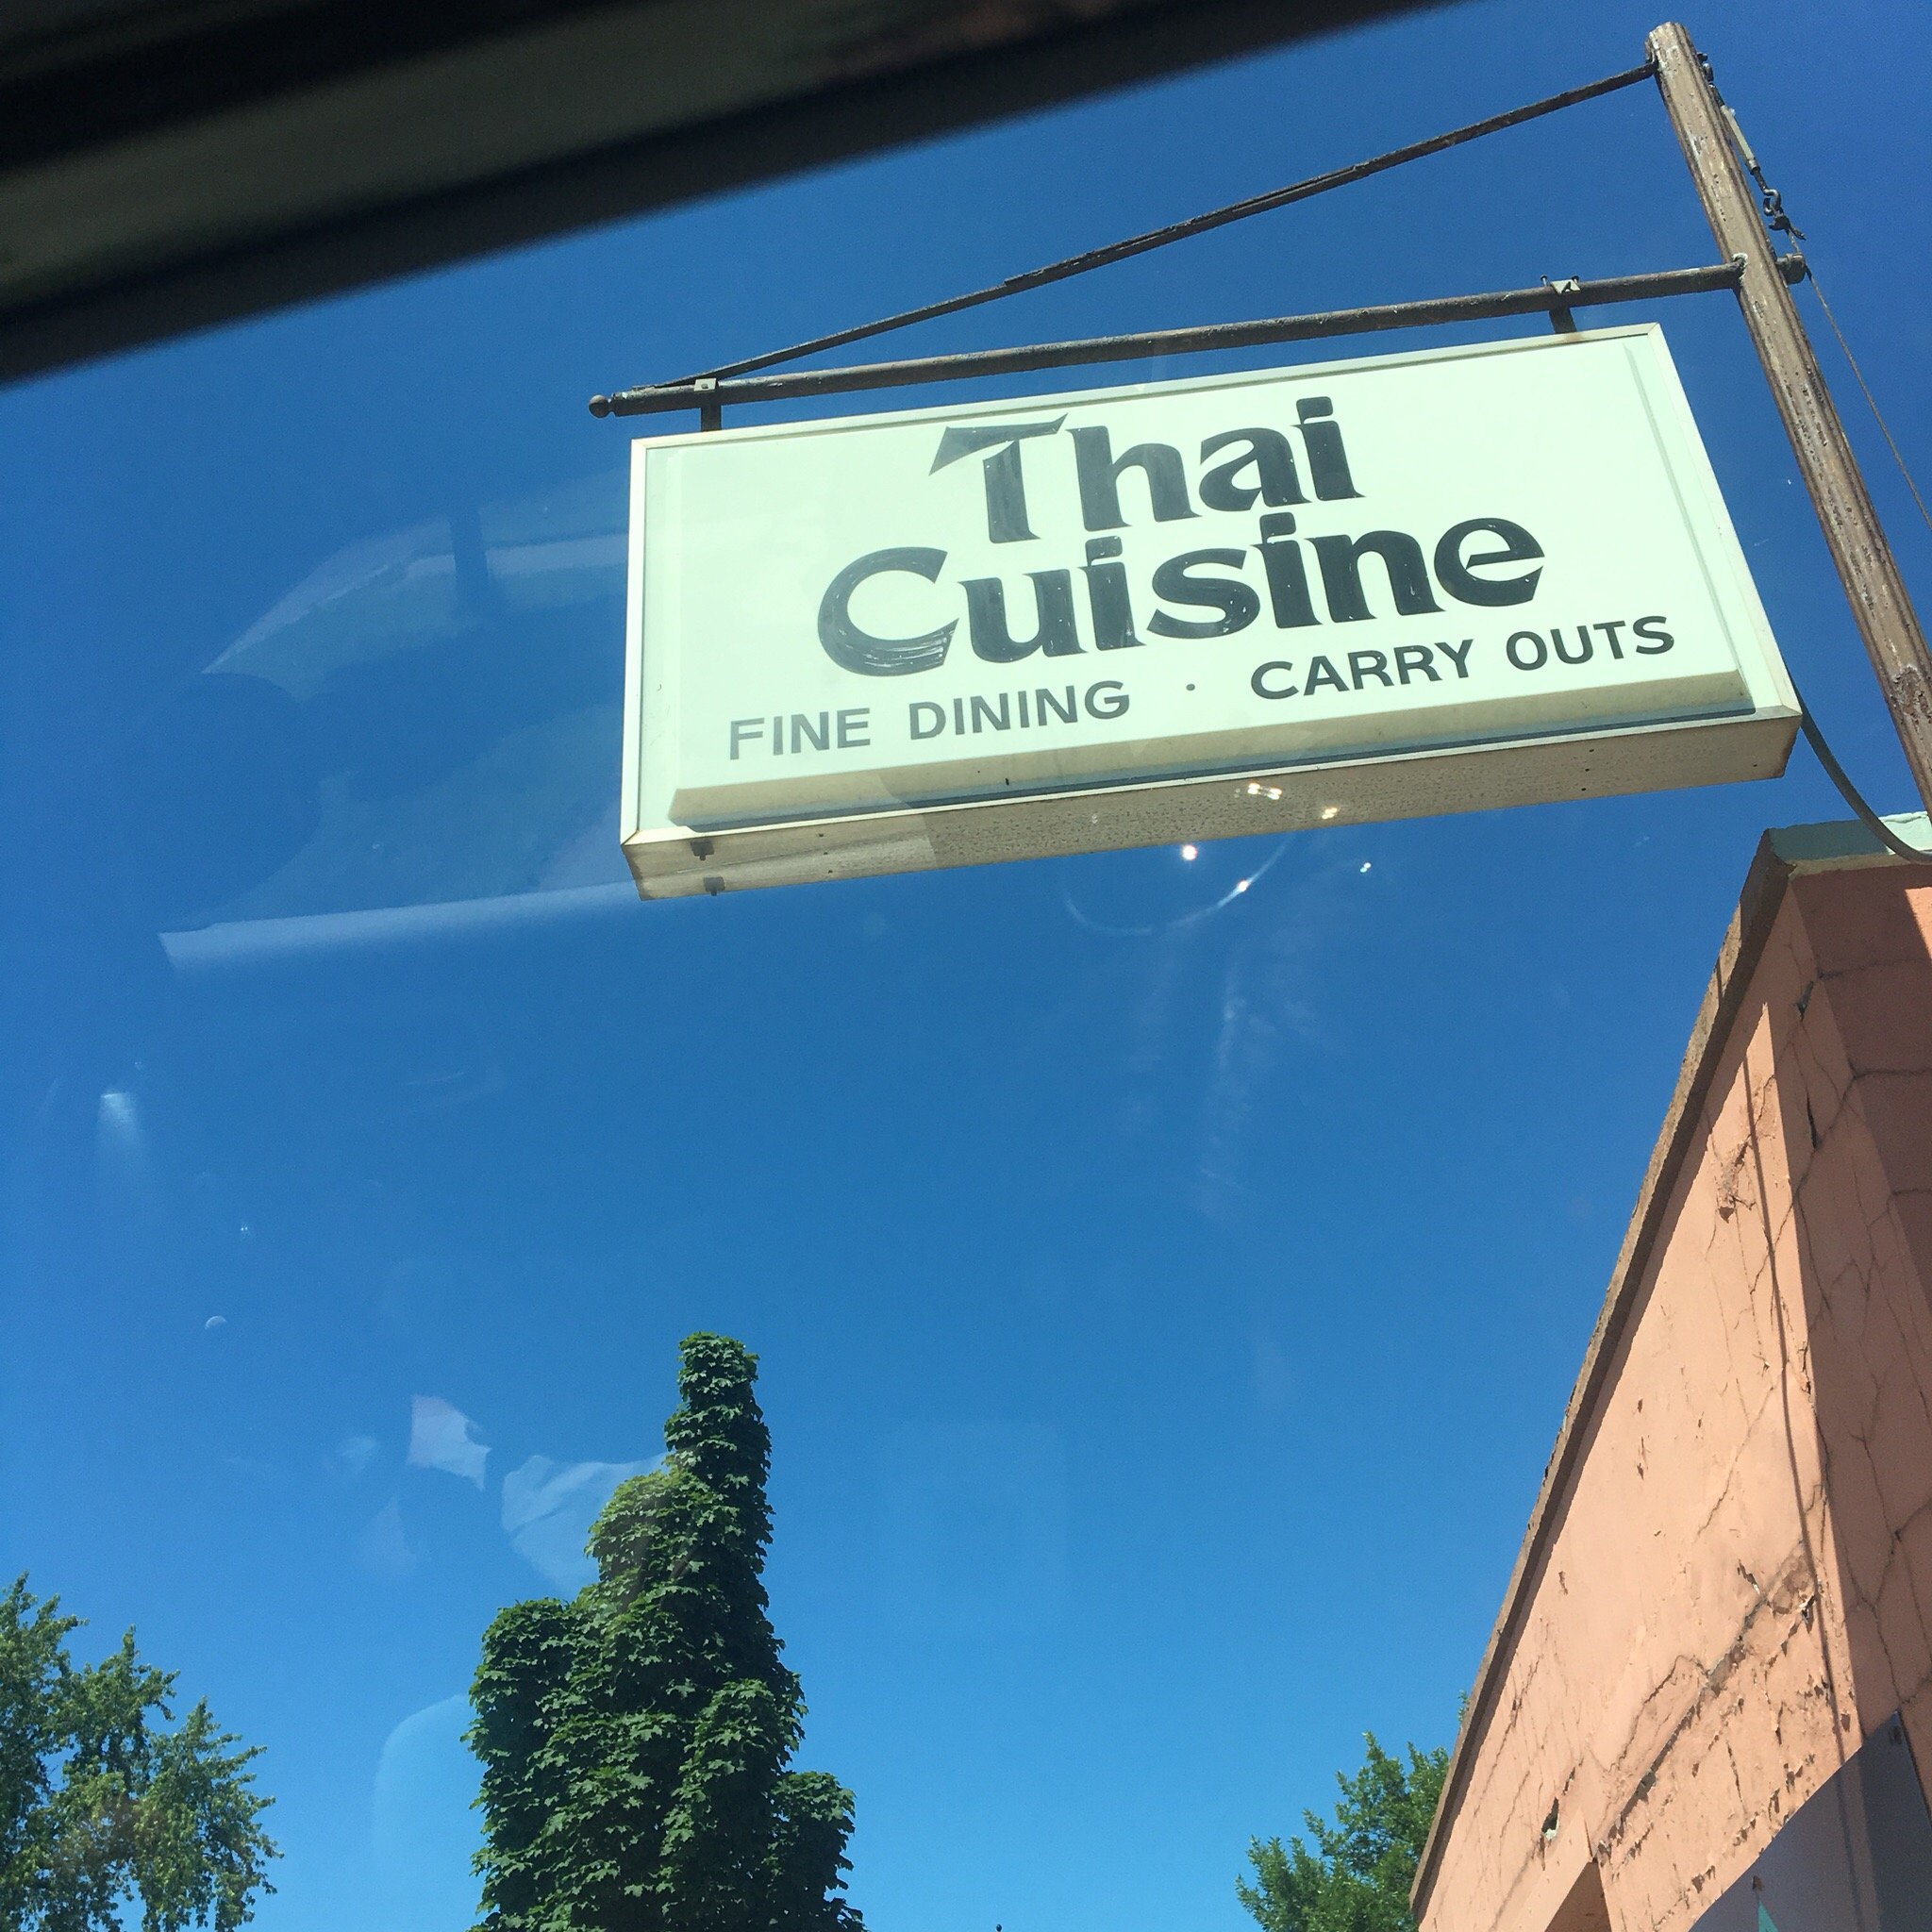 Thai
Cuisine
FINE DINING · CARRY OUTS